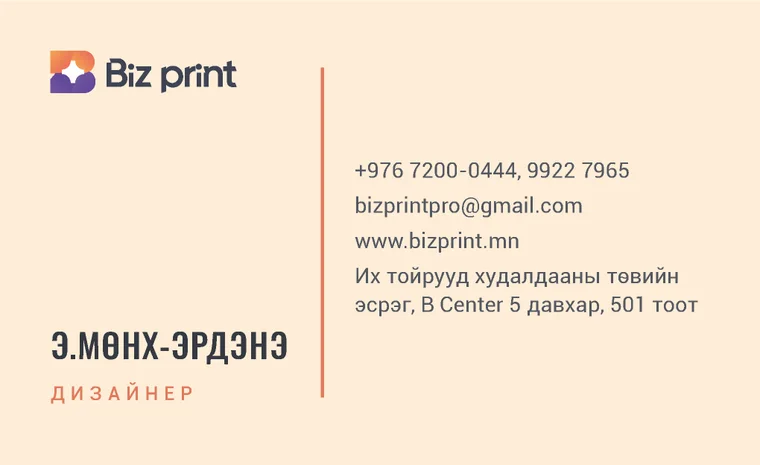 Biz print
Э.МӨНХ-ЭРДЭНЭ
ДИЗАЙНЕР
+976 7200-0444, 9922 7965
bizprintpro@gmail.com
www.bizprint.mn
Их тойрууд худалдааны төвийн
эсрэг, B Center 5 давхар, 501 тоот